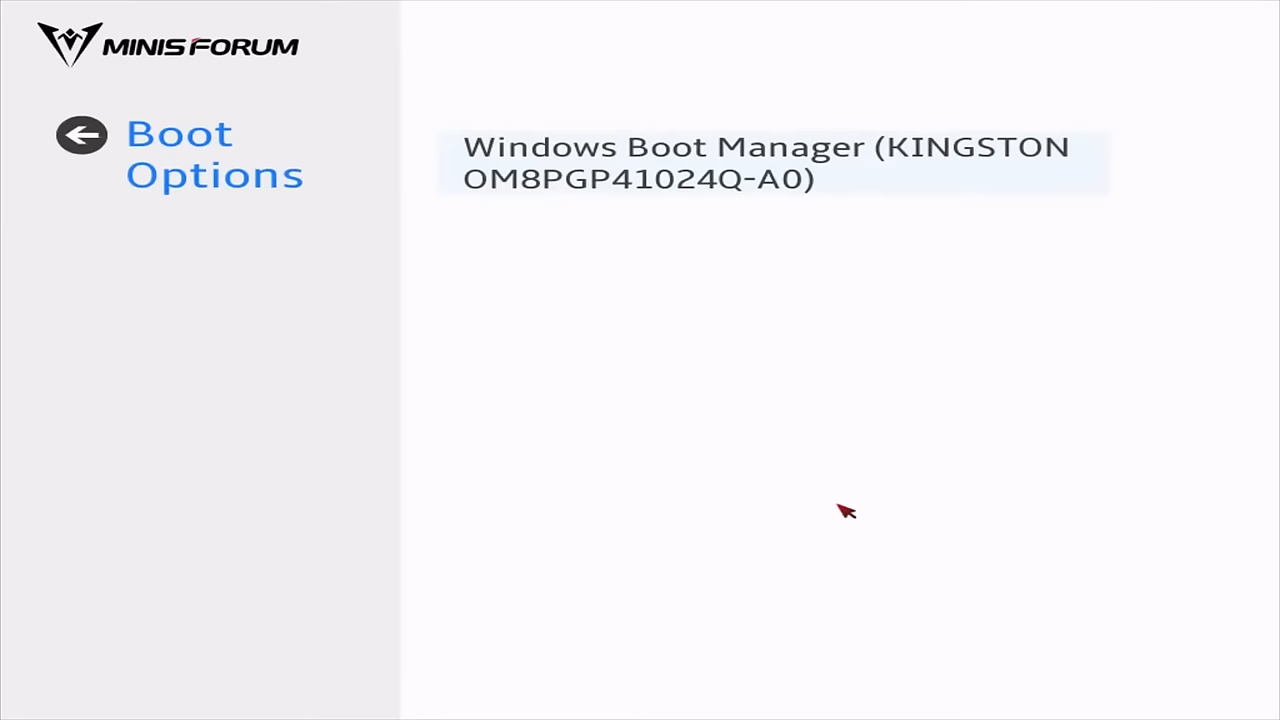 MINISFORUM
Boot
Options
Windows Boot Manager (KINGSTON
OM8PGP41024Q-A0)